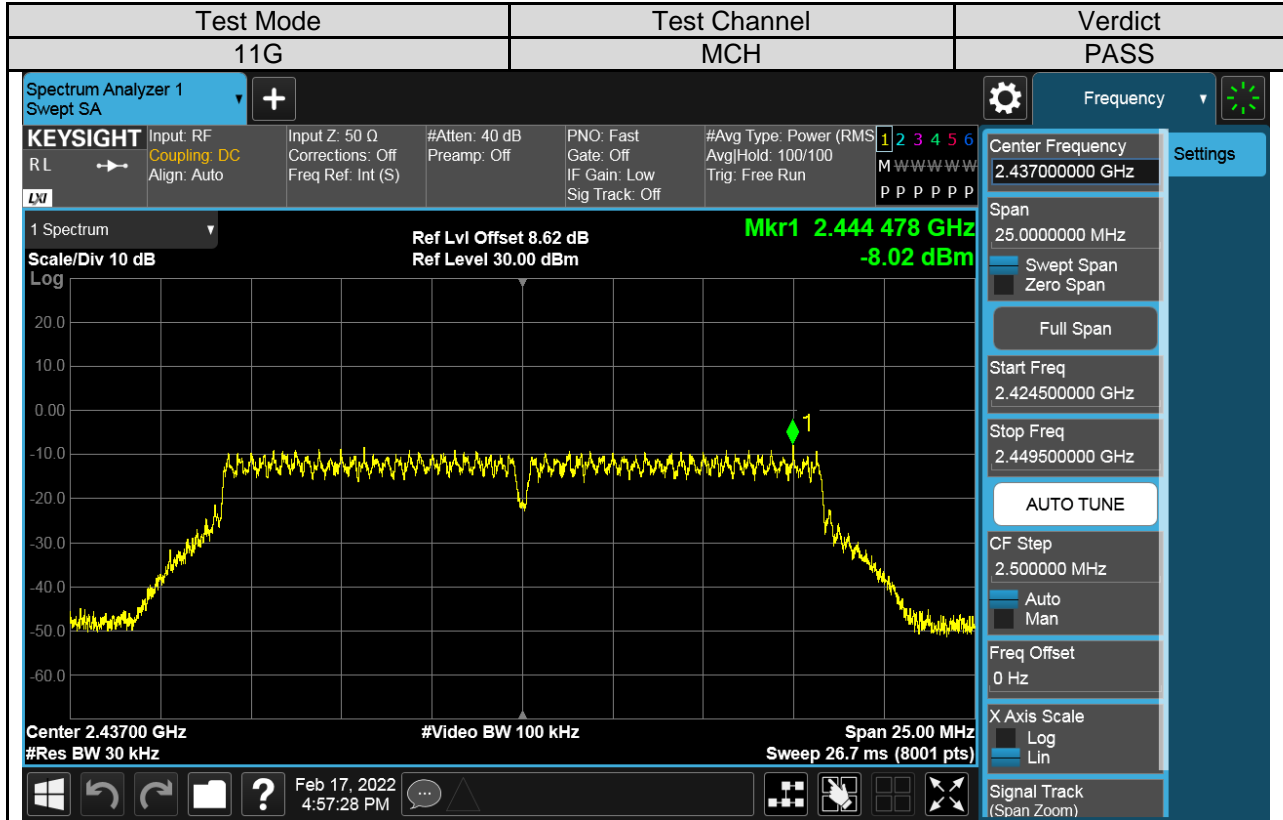 Test Mode Test Channel Verdict
11G MCH PASS
Spectrum Analyzer 1
Swept SA
+
Frequency
KEYSIGHT
R L
LXI
Input: RF
Coupling: DC
Align: Auto
Input Z: 50 Ω
Corrections: Off
Freq Ref: Int (S)
#Atten: 40 dB
Preamp: Off
PNO: Fast
Gate: Off
IF Gain: Low
Sig Track: Off
#Avg Type: Power (RMS
Avg|Hold: 100/100
Trig: Free Run
1 2 3 4 5 6
M W W W W W
P P P P P P
1 Spectrum
Scale/Div 10 dB
Ref Lvl Offset 8.62 dB
Ref Level 30.00 dBm
Mkr1 2.444 478 GHz
-8.02 dBm
Log
20.0
10.0
0.00
-10.0
-20.0
-30.0
-40.0
-50.0
-60.0
1
Center 2.43700 GHz
#Res BW 30 kHz
#Video BW 100 kHz
Span 25.00 MHz
Sweep 26.7 ms (8001 pts)
Settings
Center Frequency
2.437000000 GHz
Span
25.0000000 MHz
Swept Span
Zero Span
Full Span
Start Freq
2.424500000 GHz
Stop Freq
2.449500000 GHz
AUTO TUNE
CF Step
2.500000 MHz
Auto
Man
Freq Offset
0 Hz
X Axis Scale
Log
Lin
Signal Track
(Span Zoom)
?
Feb 17, 2022
4:57:28 PM